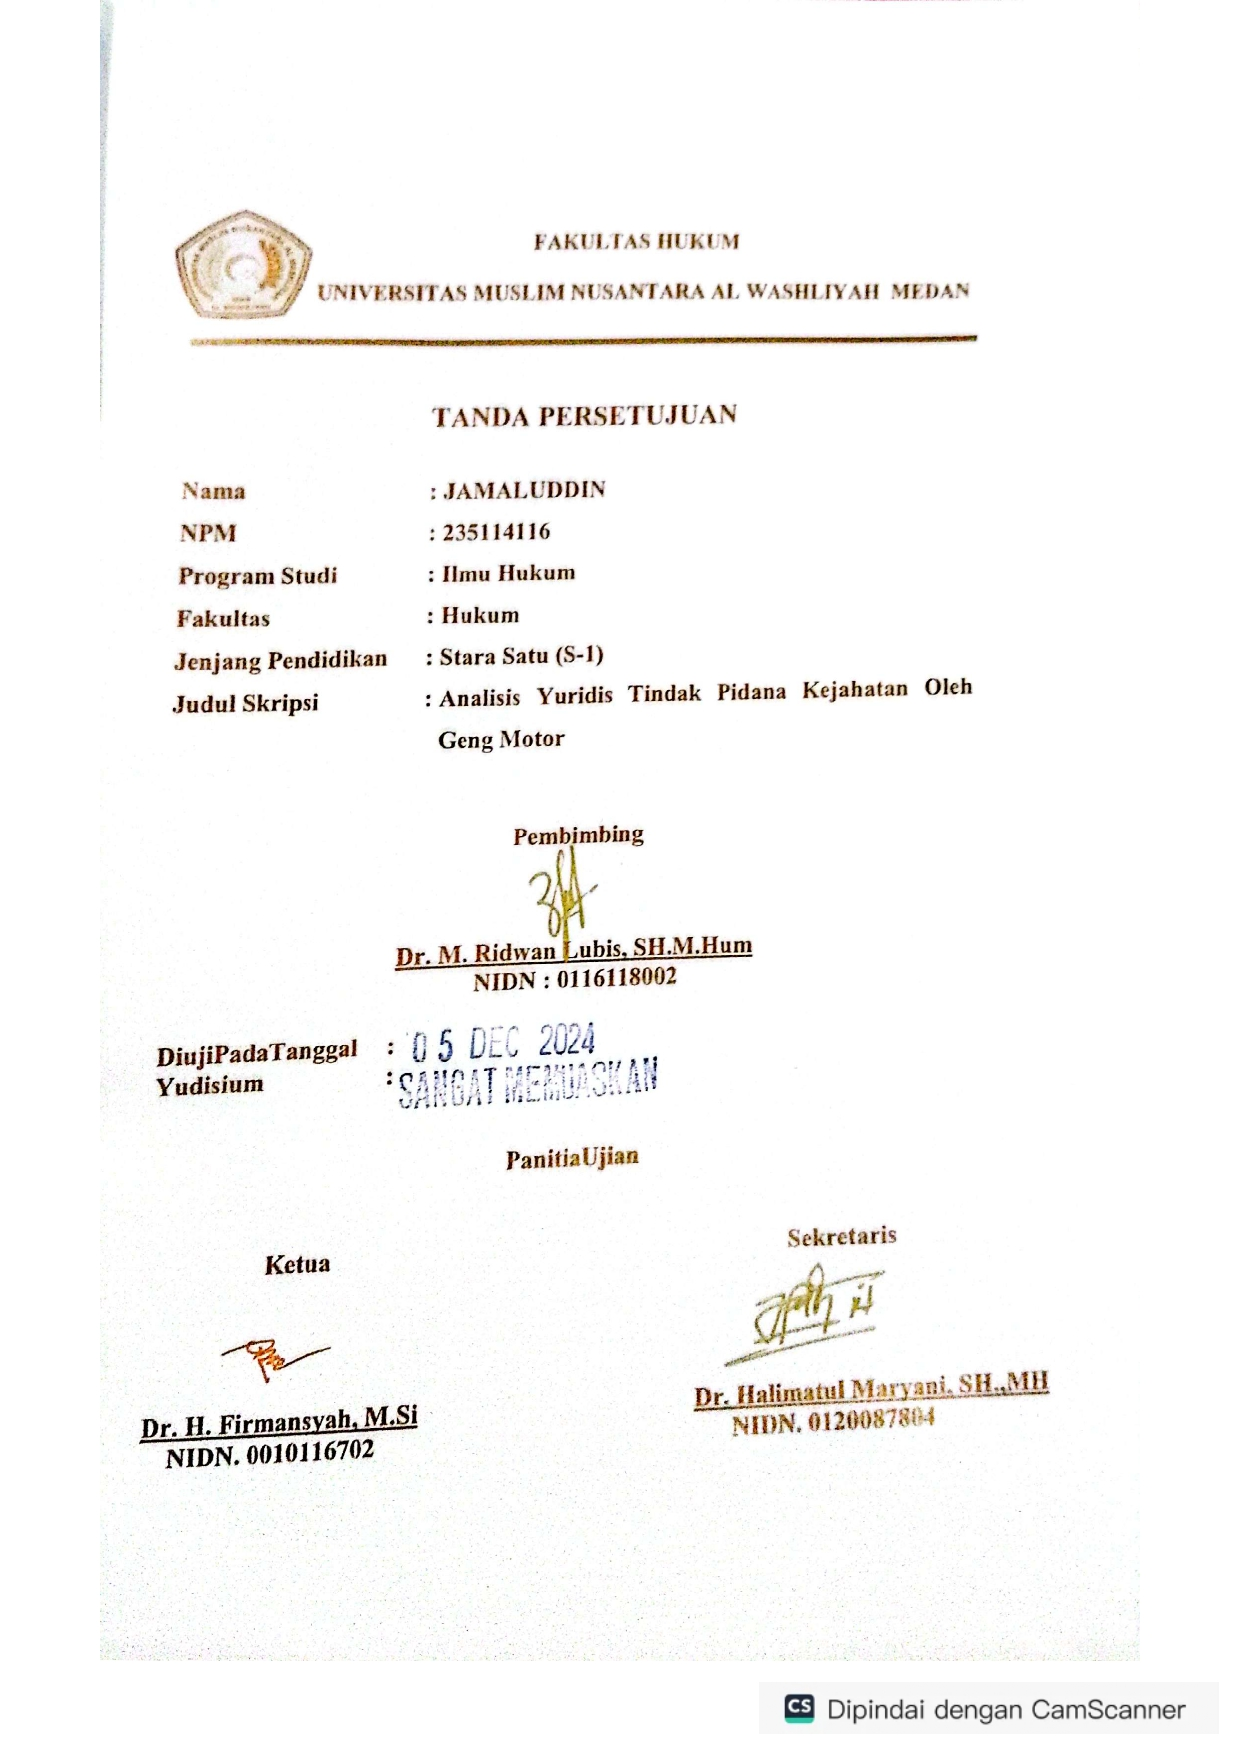 FAKULTAS HUKUM
UNIVERSITAS MUSLIM NUSANTARA AL WASHLIYAH MEDAN
TANDA PERSETUJUAN
Nama : JAMALUDDIN
NPM : 235114116
Program Studi : Ilmu Hukum
Fakultas : Hukum
Jenjang Pendidikan : Stara Satu (S-1)
Judul Skripsi : Analisis Yuridis Tindak Pidana Kejahatan Oleh
Geng Motor
Pembimbing
Dr. M. Ridwan Lubis, SH.M.Hum
NIDN : 0116118002
DiujiPadaTanggal : 05 DEC 2024
Yudisium : SANGAT MEMUASKAN
PanitiaUjian
Ketua
Sekretaris
Dr. H. Firmansyah, M.Si
NIDN. 0010116702
Dr. Halimatul Maryani, SH.,MH
NIDN. 0120087804
CS Dipindai dengan CamScanner